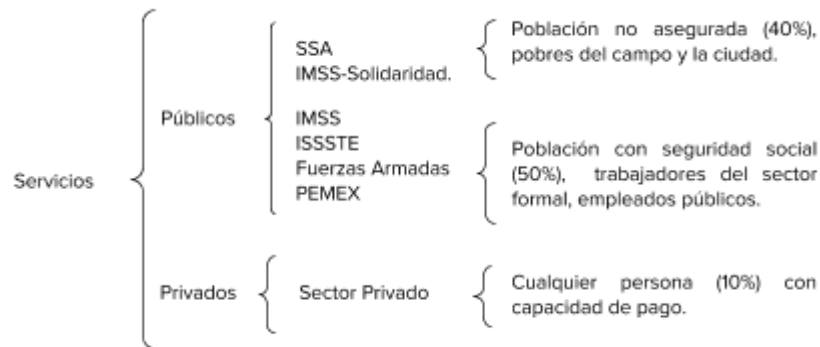 Servicios
Públicos
SSA
IMSS-Solidaridad.
Población no asegurada (40%),
pobres del campo y la ciudad.
IMSS
ISSSTE
Fuerzas Armadas
PEMEX
Población con seguridad social
(50%), trabajadores del sector
formal, empleados públicos.
Privados
Sector Privado
Cualquier persona (10%) con
capacidad de pago.